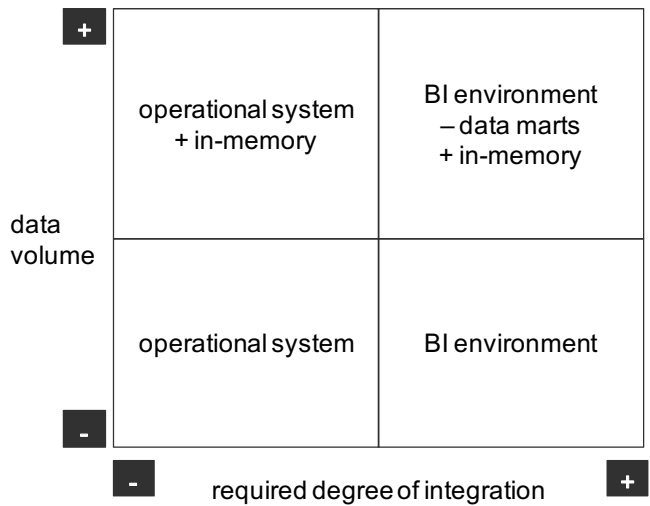 +
operational system
+ in-memory
BI environment
– data marts
+ in-memory
data
volume
operational system
BI environment
-
-
required degree of integration
+